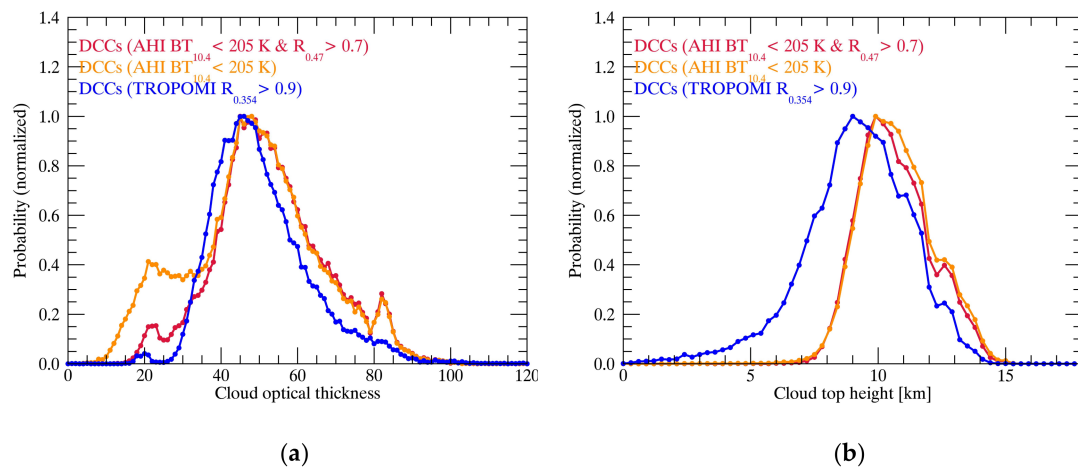 1.4
1.2
1.0
0.8
0.6
0.4
0.2
0.0
Probability (normalized)
DCCs (AHI BT10.4 < 205 K & R0.47 > 0.7)
DCCs (AHI BT10.4 < 205 K)
DCCs (TROPOMI R0.354 > 0.9)
0 20 40 60 80 100 120
Cloud optical thickness
(a)
1.4
1.2
1.0
0.8
0.6
0.4
0.2
0.0
Probability (normalized)
DCCs (AHI BT10.4 < 205 K & R0.47 > 0.7)
DCCs (AHI BT10.4 < 205 K)
DCCs (TROPOMI R0.354 > 0.9)
0 5 10 15
Cloud top height [km]
(b)